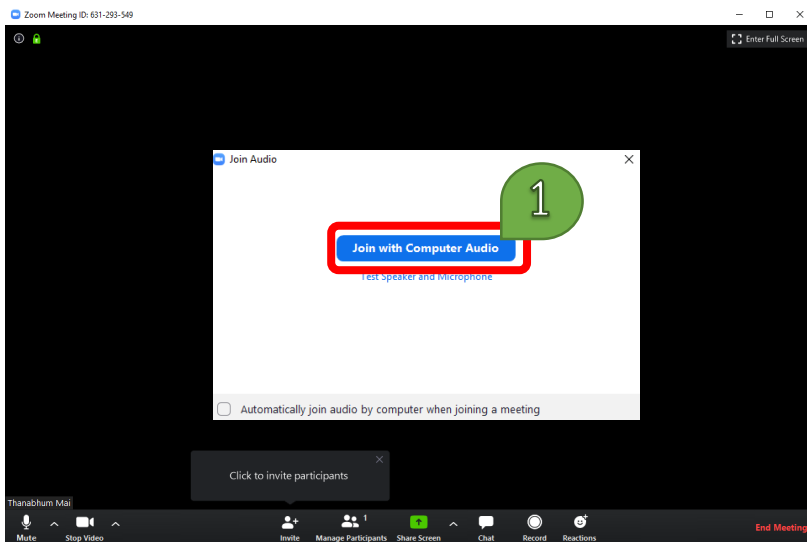 Zoom Meeting ID: 631-293-549
Enter Full Screen
Join Audio
1
Join with Computer Audio
Test Speaker and Microphone
Automatically join audio by computer when joining a meeting
Click to invite participants
Thanabhum Mai
1
Mute Stop Video Invite Manage Participants Share Screen Chat Record Reactions End Meeting